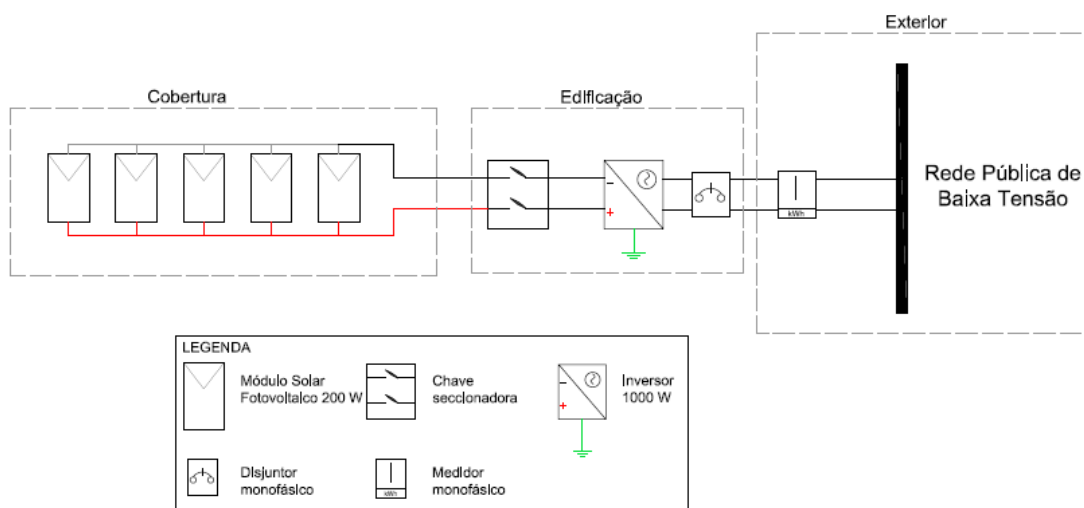 Exterior
Cobertura
Edificação
Rede Pública de
Baixa Tensão
kWh
LEGENDA
Módulo Solar
Fotovoltaico 200 W
Chave
seccionadora
Inversor
1000 W
Disjuntor
monofásico
Medidor
monofásico
kWh